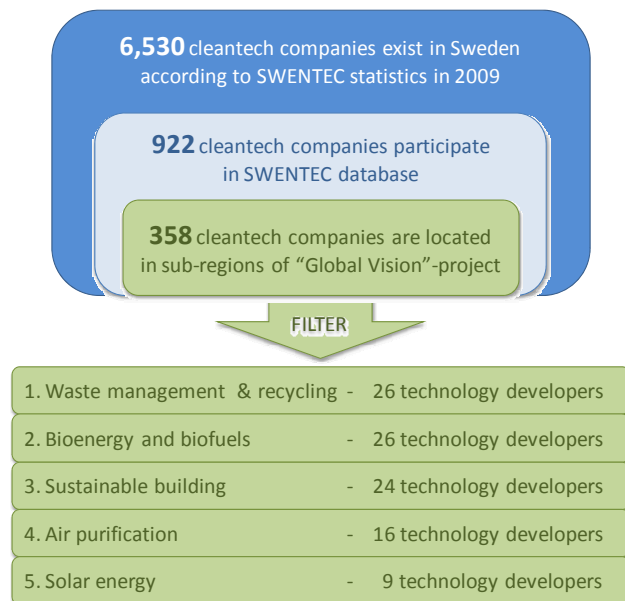 6,530 cleantech companies exist in Sweden
according to SWENTEC statistics in 2009
922 cleantech companies participate
in SWENTEC database
358 cleantech companies are located
in sub-regions of “Global Vision”-project
FILTER
1. Waste management & recycling - 26 technology developers
2. Bioenergy and biofuels - 26 technology developers
3. Sustainable building - 24 technology developers
4. Air purification - 16 technology developers
5. Solar energy - 9 technology developers